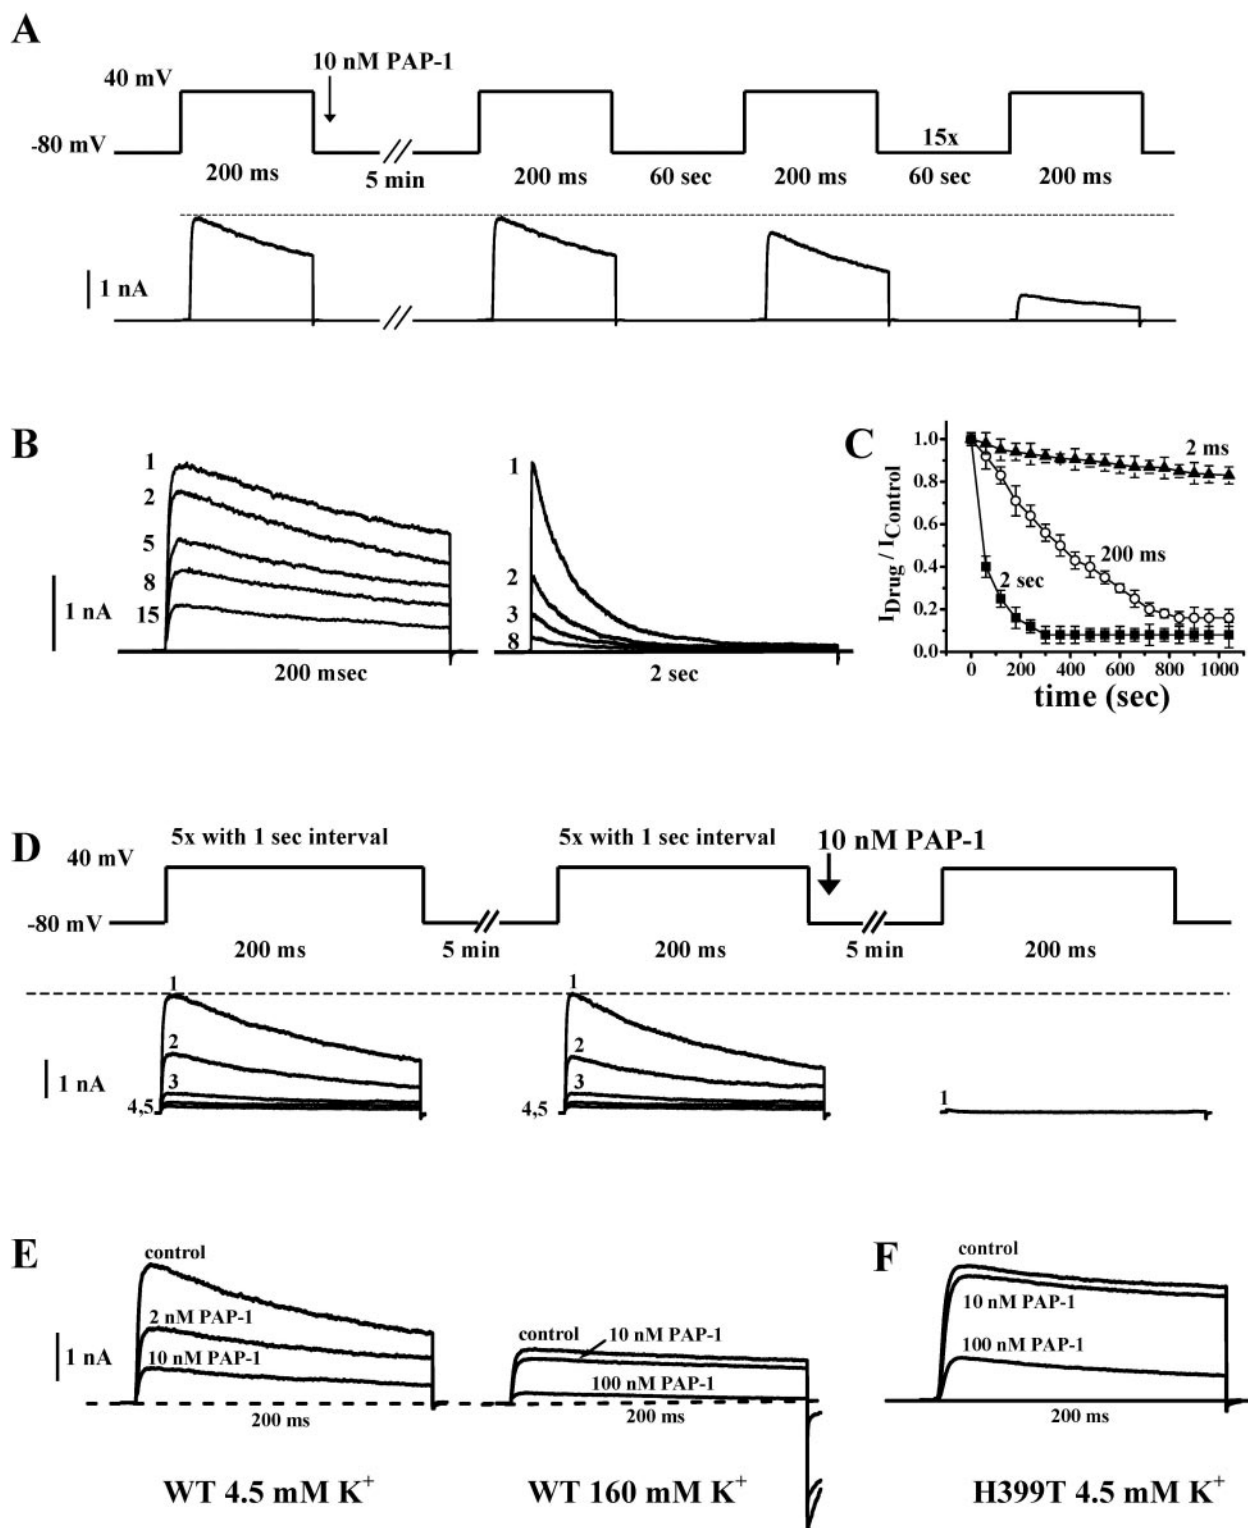 A
10 nM PAP-1
40 mV
-80 mV
15x
200 ms
5 min
200 ms
60 sec
200 ms
60 sec
200 ms
1 nA
B
1
2
5
8
15
1 nA
200 msec
1
2
3
8
2 sec
C
I Drug / I Control
1.0
0.8
0.6
0.4
0.2
0.0
2 ms
200 ms
2 sec
0 200 400 600 800 1000
time (sec)
D
5x with 1 sec interval
5x with 1 sec interval
10 nM PAP-1
40 mV
-80 mV
200 ms
5 min
200 ms
5 min
200 ms
1
2
3
4,5
1 nA
1
2
3
4,5
1
E
control
2 nM PAP-1
10 nM PAP-1
1 nA
200 ms
WT 4.5 mM K+
control
10 nM PAP-1
100 nM PAP-1
200 ms
WT 160 mM K+
F
control
10 nM PAP-1
100 nM PAP-1
200 ms
H399T 4.5 mM K+